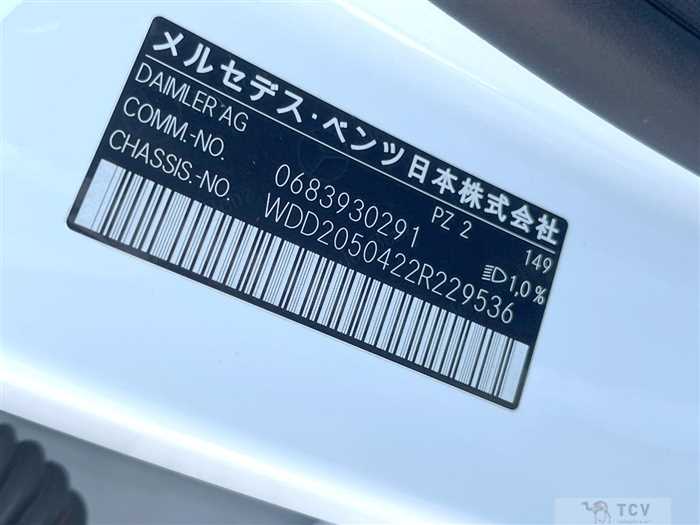 メルセデス・ベンツ日本株式会社
DAIMLER AG 149
COMM.-NO. 0683930291 PZ 2 1,0%
CHASSIS.-NO. WDD2050422R229536
TCV